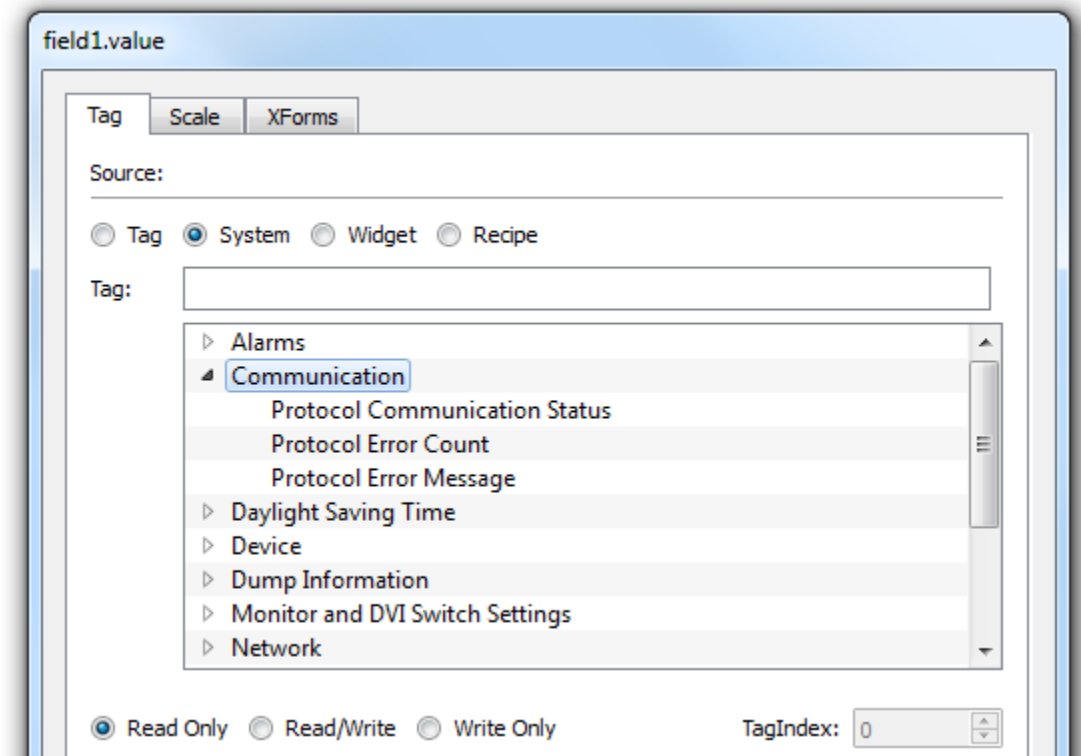 field1.value
Tag Scale XForms
Source:
Tag System Widget Recipe
Tag:
Alarms
Communication
Protocol Communication Status
Protocol Error Count
Protocol Error Message
Daylight Saving Time
Device
Dump Information
Monitor and DVI Switch Settings
Network
Read Only Read/Write Write Only TagIndex: 0